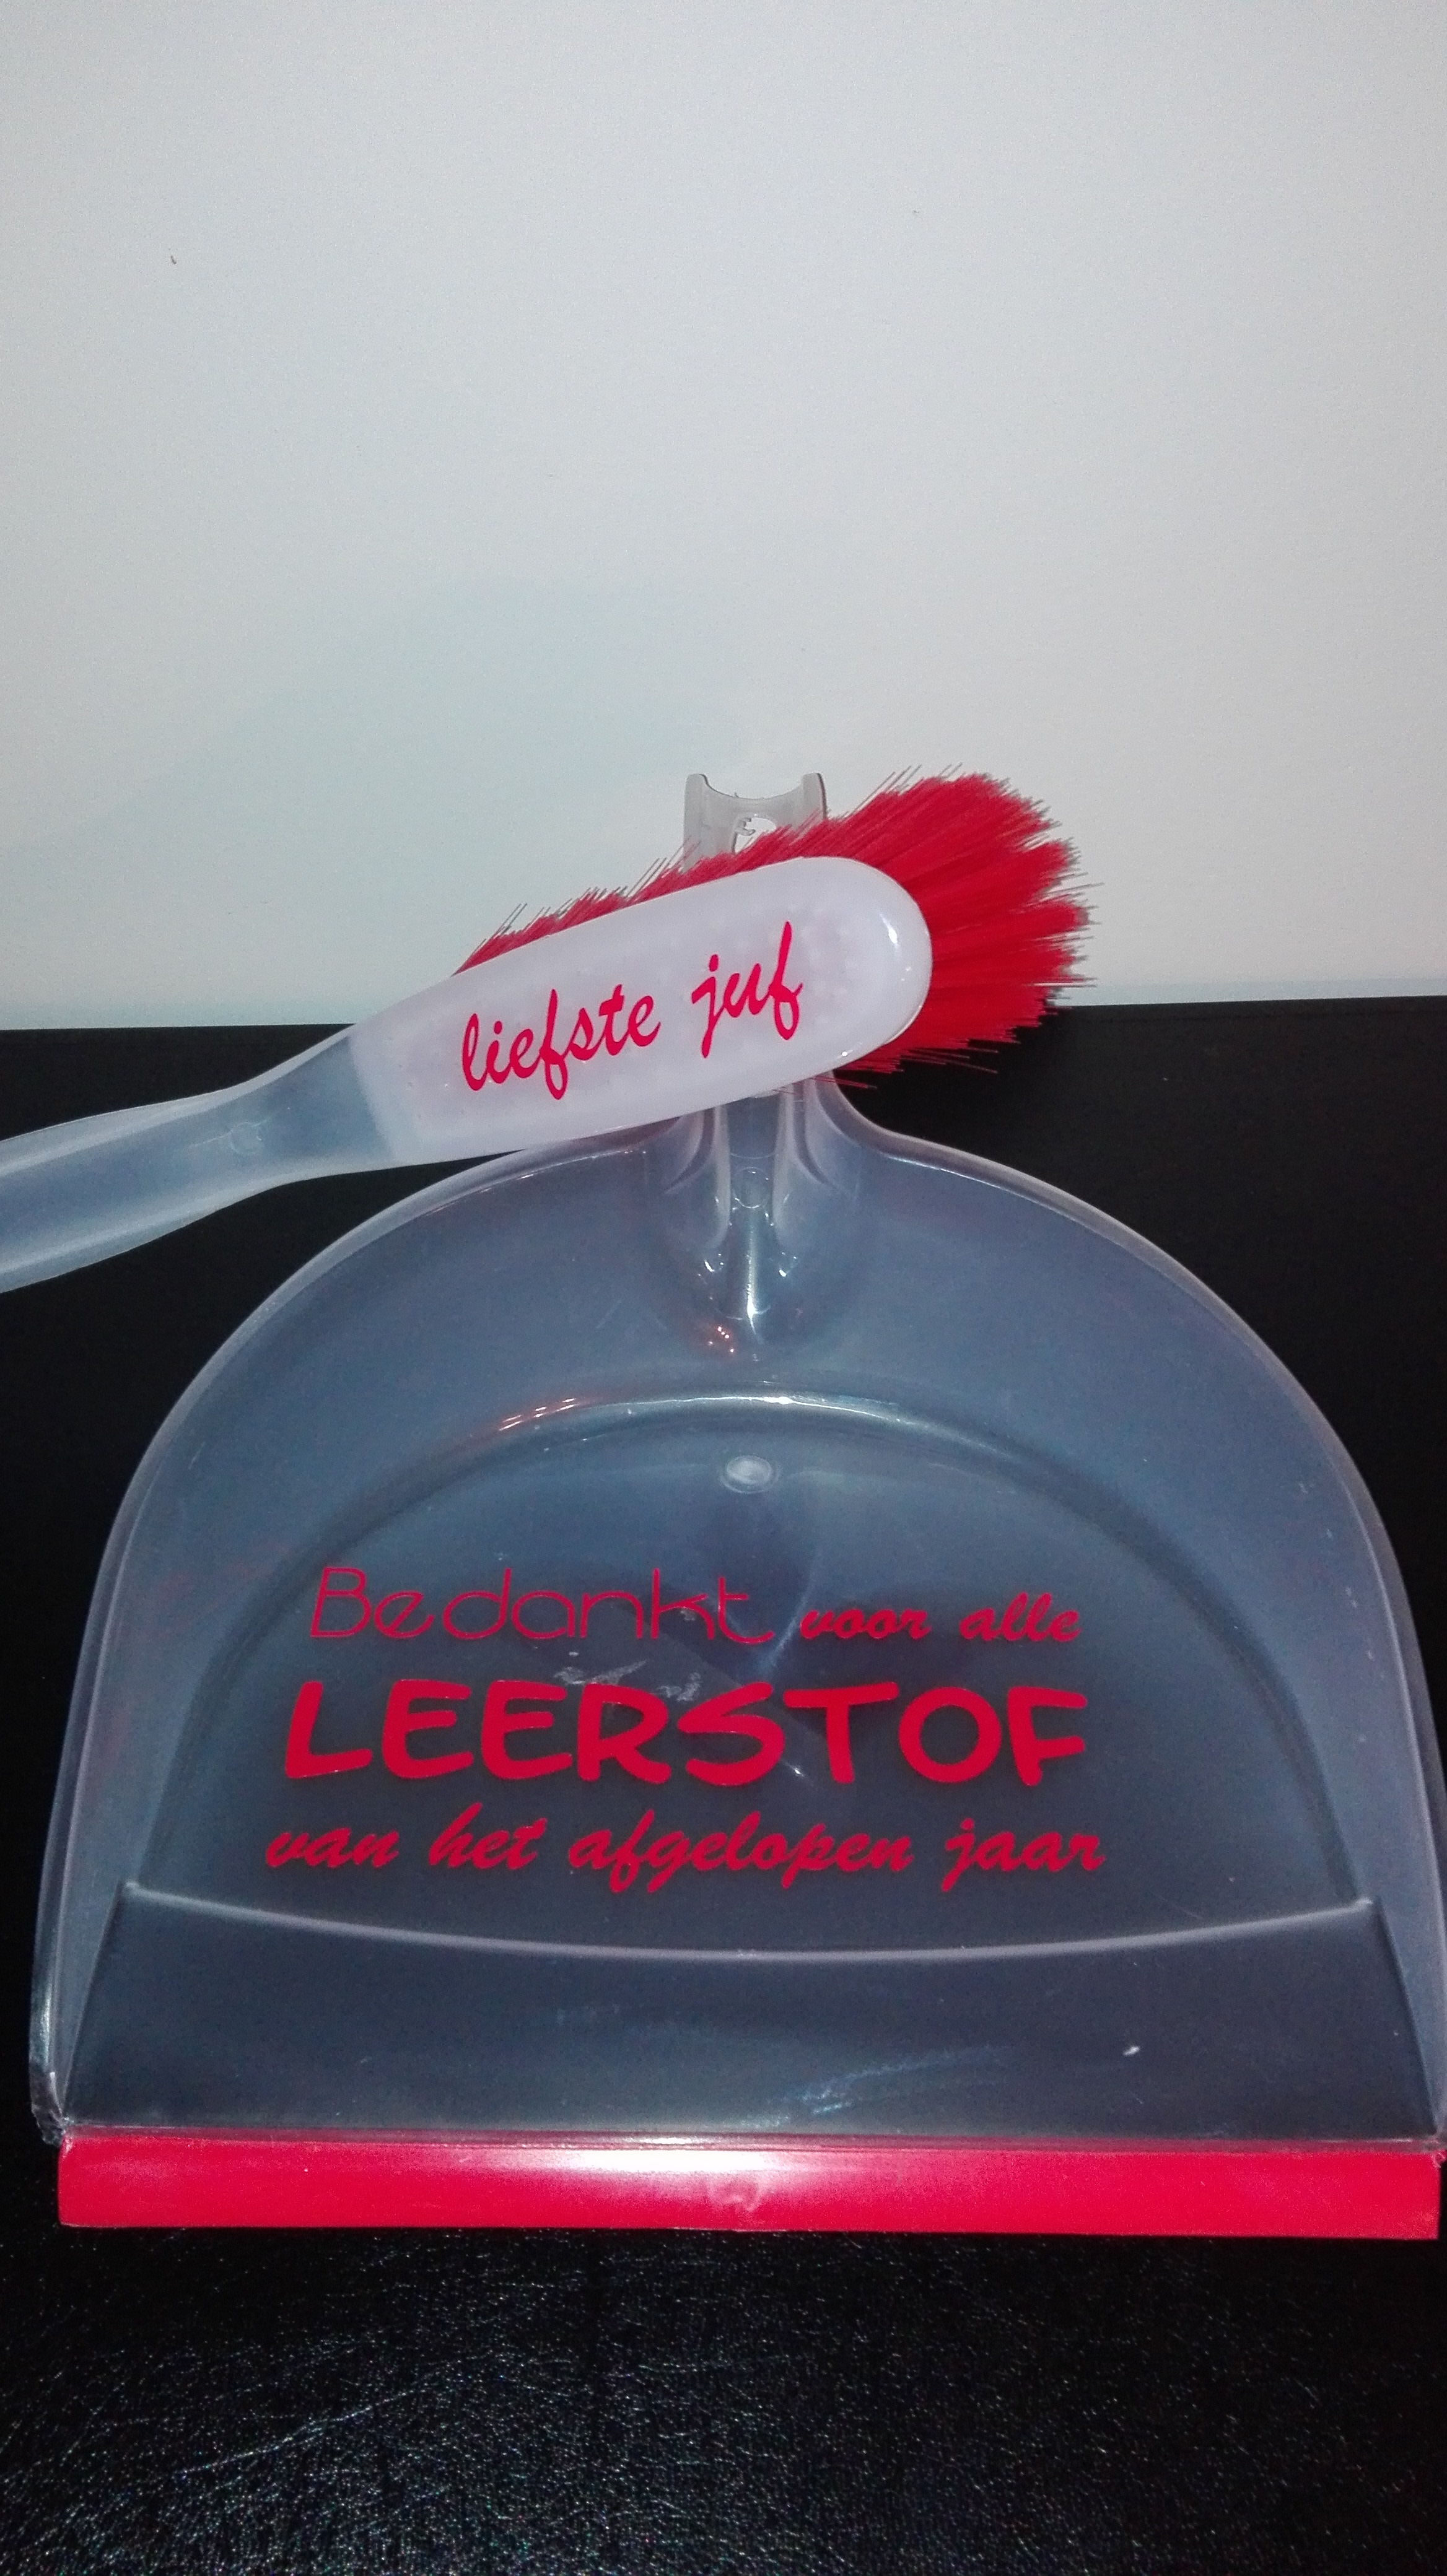 liefste juf
Bedankt voor alle
LEERSTOF
van het afgelopen jaar